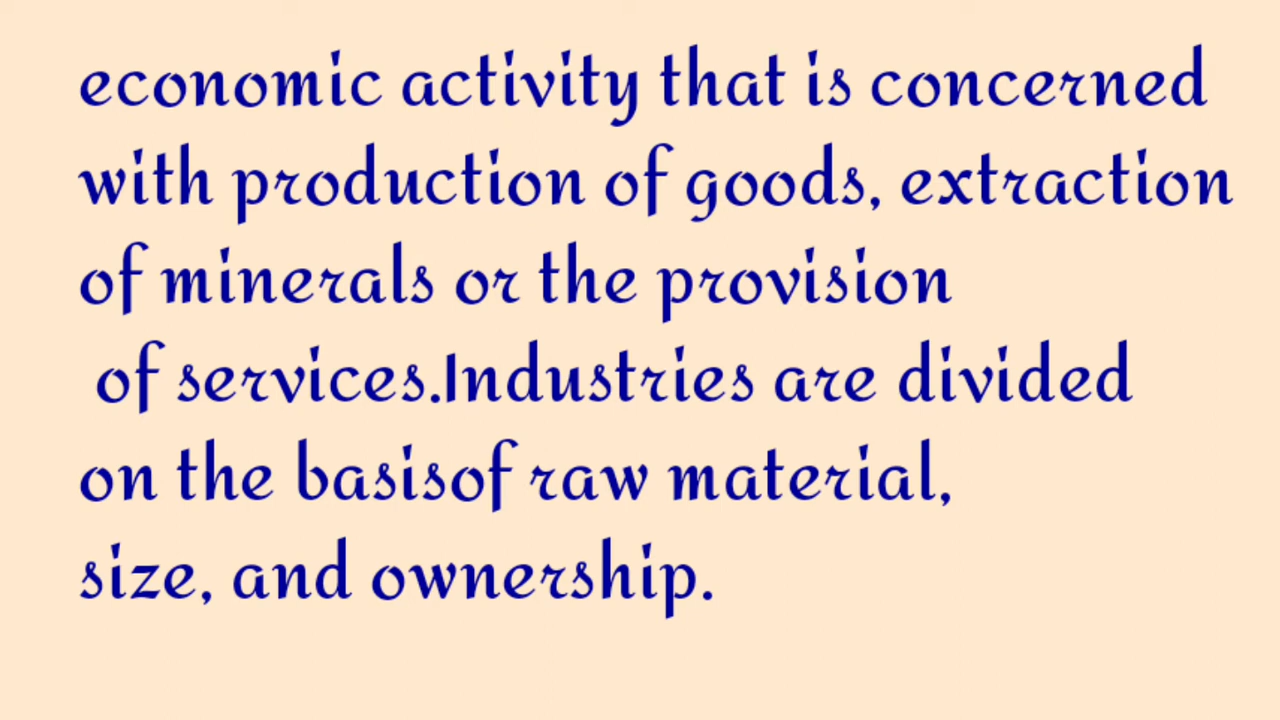 economic activity that is concerned
with production of goods, extraction
of minerals or the provision
of services.Industries are divided
on the basisof raw material,
size, and ownership.